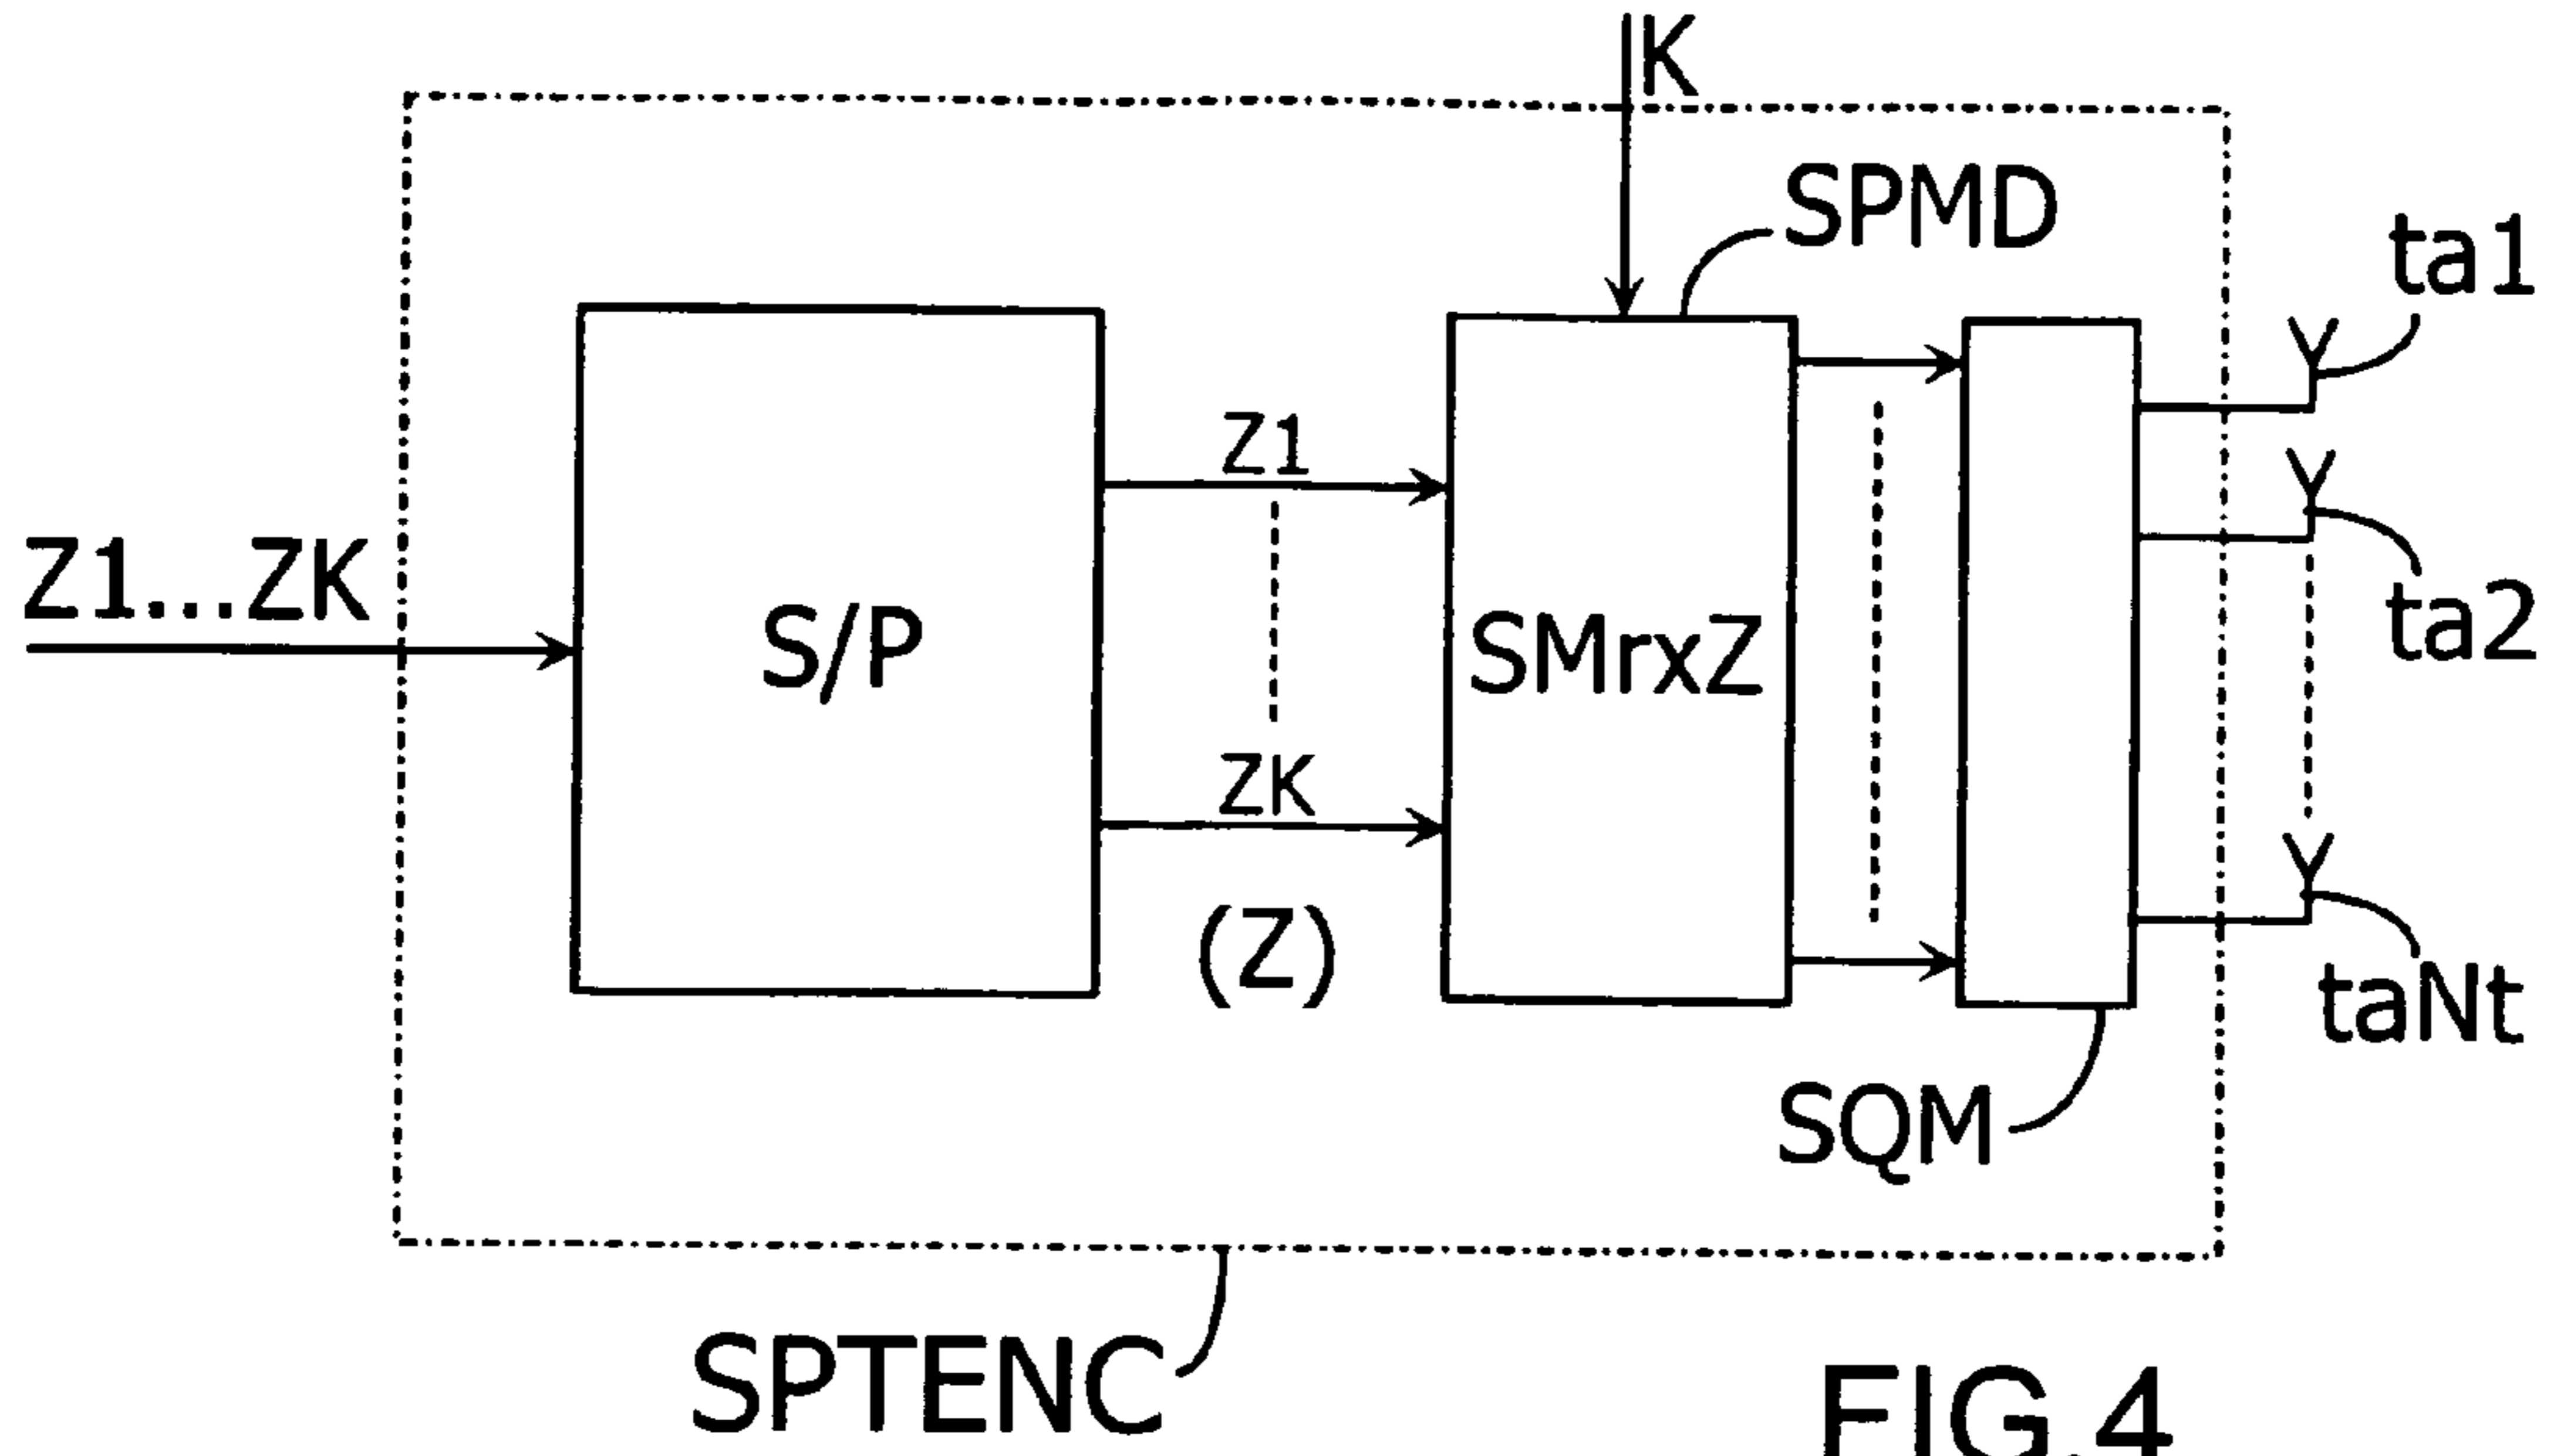 K
SPMD
ta1
Z1
Z1...ZK
S/P
SMrxZ
ta2
ZK
(Z)
taNt
SQM
SPTENC
FIG.4